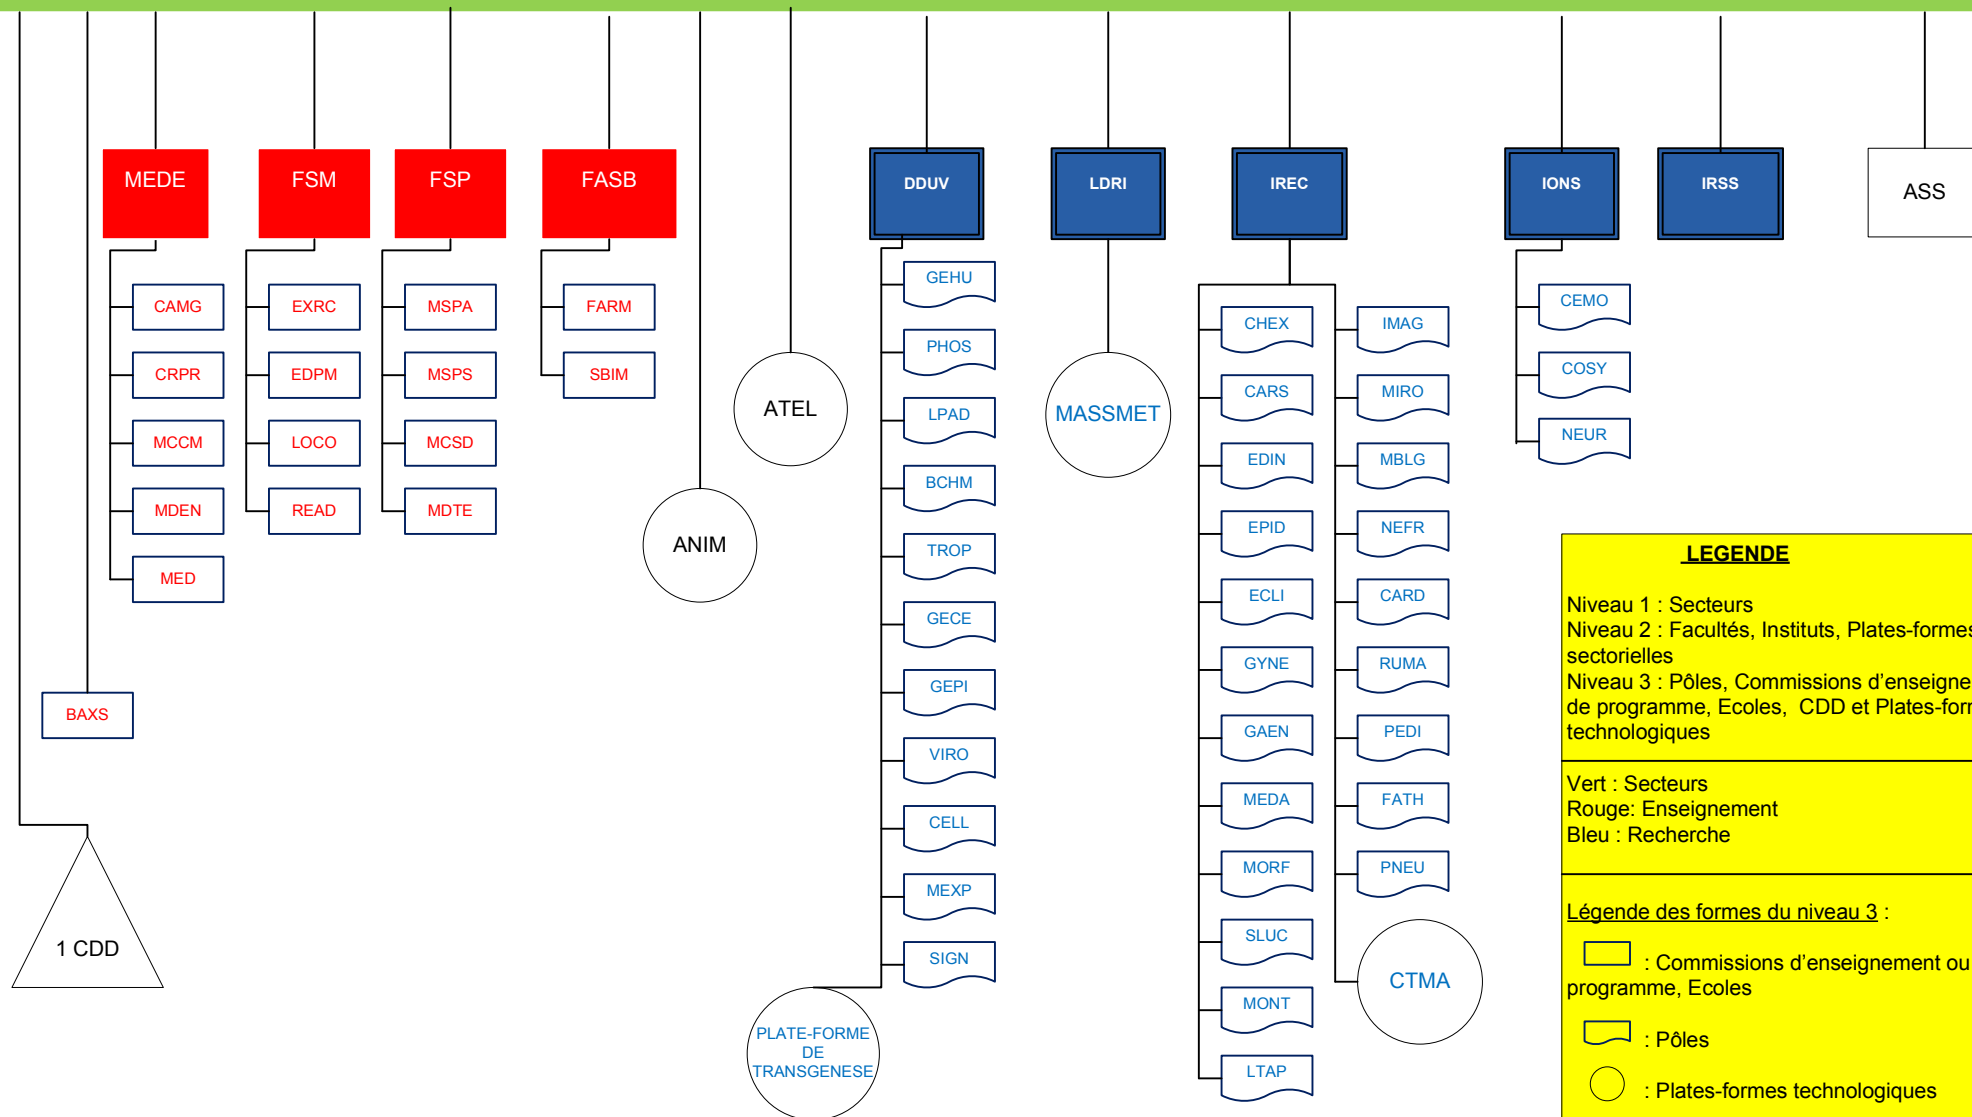 MEDE
FSM
FSP
FASB
DDUV
LDRI
IREC
IONS
IRSS
ASS
CAMG
CRPR
MCCM
MDEN
MED
EXRC
EDPM
LOCO
READ
MSPA
MSPS
MCSD
MDTE
FARM
SBIM
BAXS
1 CDD
ANIM
ATEL
GEHU
PHOS
LPAD
BCHM
TROP
GECE
GEPI
VIRO
CELL
MEXP
SIGN
PLATE-FORME
DE
TRANSGENESE
MASSMET
CHEX
CARS
EDIN
EPID
ECLI
GYNE
GAEN
MEDA
MORF
SLUC
MONT
LTAP
IMAG
MIRO
MBLG
NEFR
CARD
RUMA
PEDI
FATH
PNEU
CTMA
CEMO
COSY
NEUR
LEGENDE
Niveau 1 : Secteurs
Niveau 2 : Facultés, Instituts, Plates-formes
sectorielles
Niveau 3 : Pôles, Commissions d’enseigne
de programme, Ecoles, CDD et Plates-for
technologiques
Vert : Secteurs
Rouge: Enseignement
Bleu : Recherche
Légende des formes du niveau 3 :
: Commissions d’enseignement ou
programme, Ecoles
: Pôles
: Plates-formes technologiques